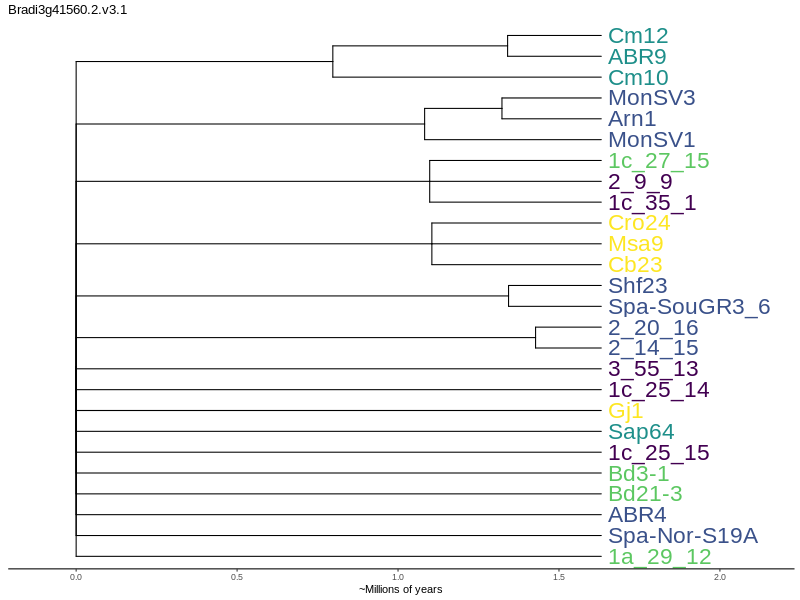 Bradi3g41560.2.v3.1
Cm12
ABR9
Cm10
MonSV3
Arn1
MonSV1
1c_27_15
2_9_9
1c_35_1
Cro24
Msa9
Cb23
Shf23
Spa-SouGR3_6
2_20_16
2_14_15
3_55_13
1c_25_14
Gj1
Sap64
1c_25_15
Bd3-1
Bd21-3
ABR4
Spa-Nor-S19A
1a_29_12
0.0 0.5 1.0 1.5 2.0
~Millions of years